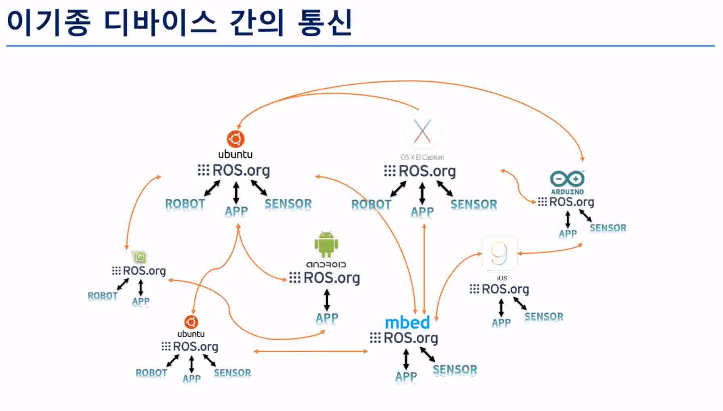 이기종 디바이스 간의 통신
ubuntu
ROS.org
ROBOT APP SENSOR
OS X El Capitan
ROS.org
ROBOT APP SENSOR
ARDUINO
ROS.org
APP SENSOR
ROS.org
ROBOT APP
ANDROID
ROS.org
APP
9
iOS
ROS.org
APP SENSOR
ubuntu
ROS.org
ROBOT APP SENSOR
mbed
ROS.org
APP SENSOR